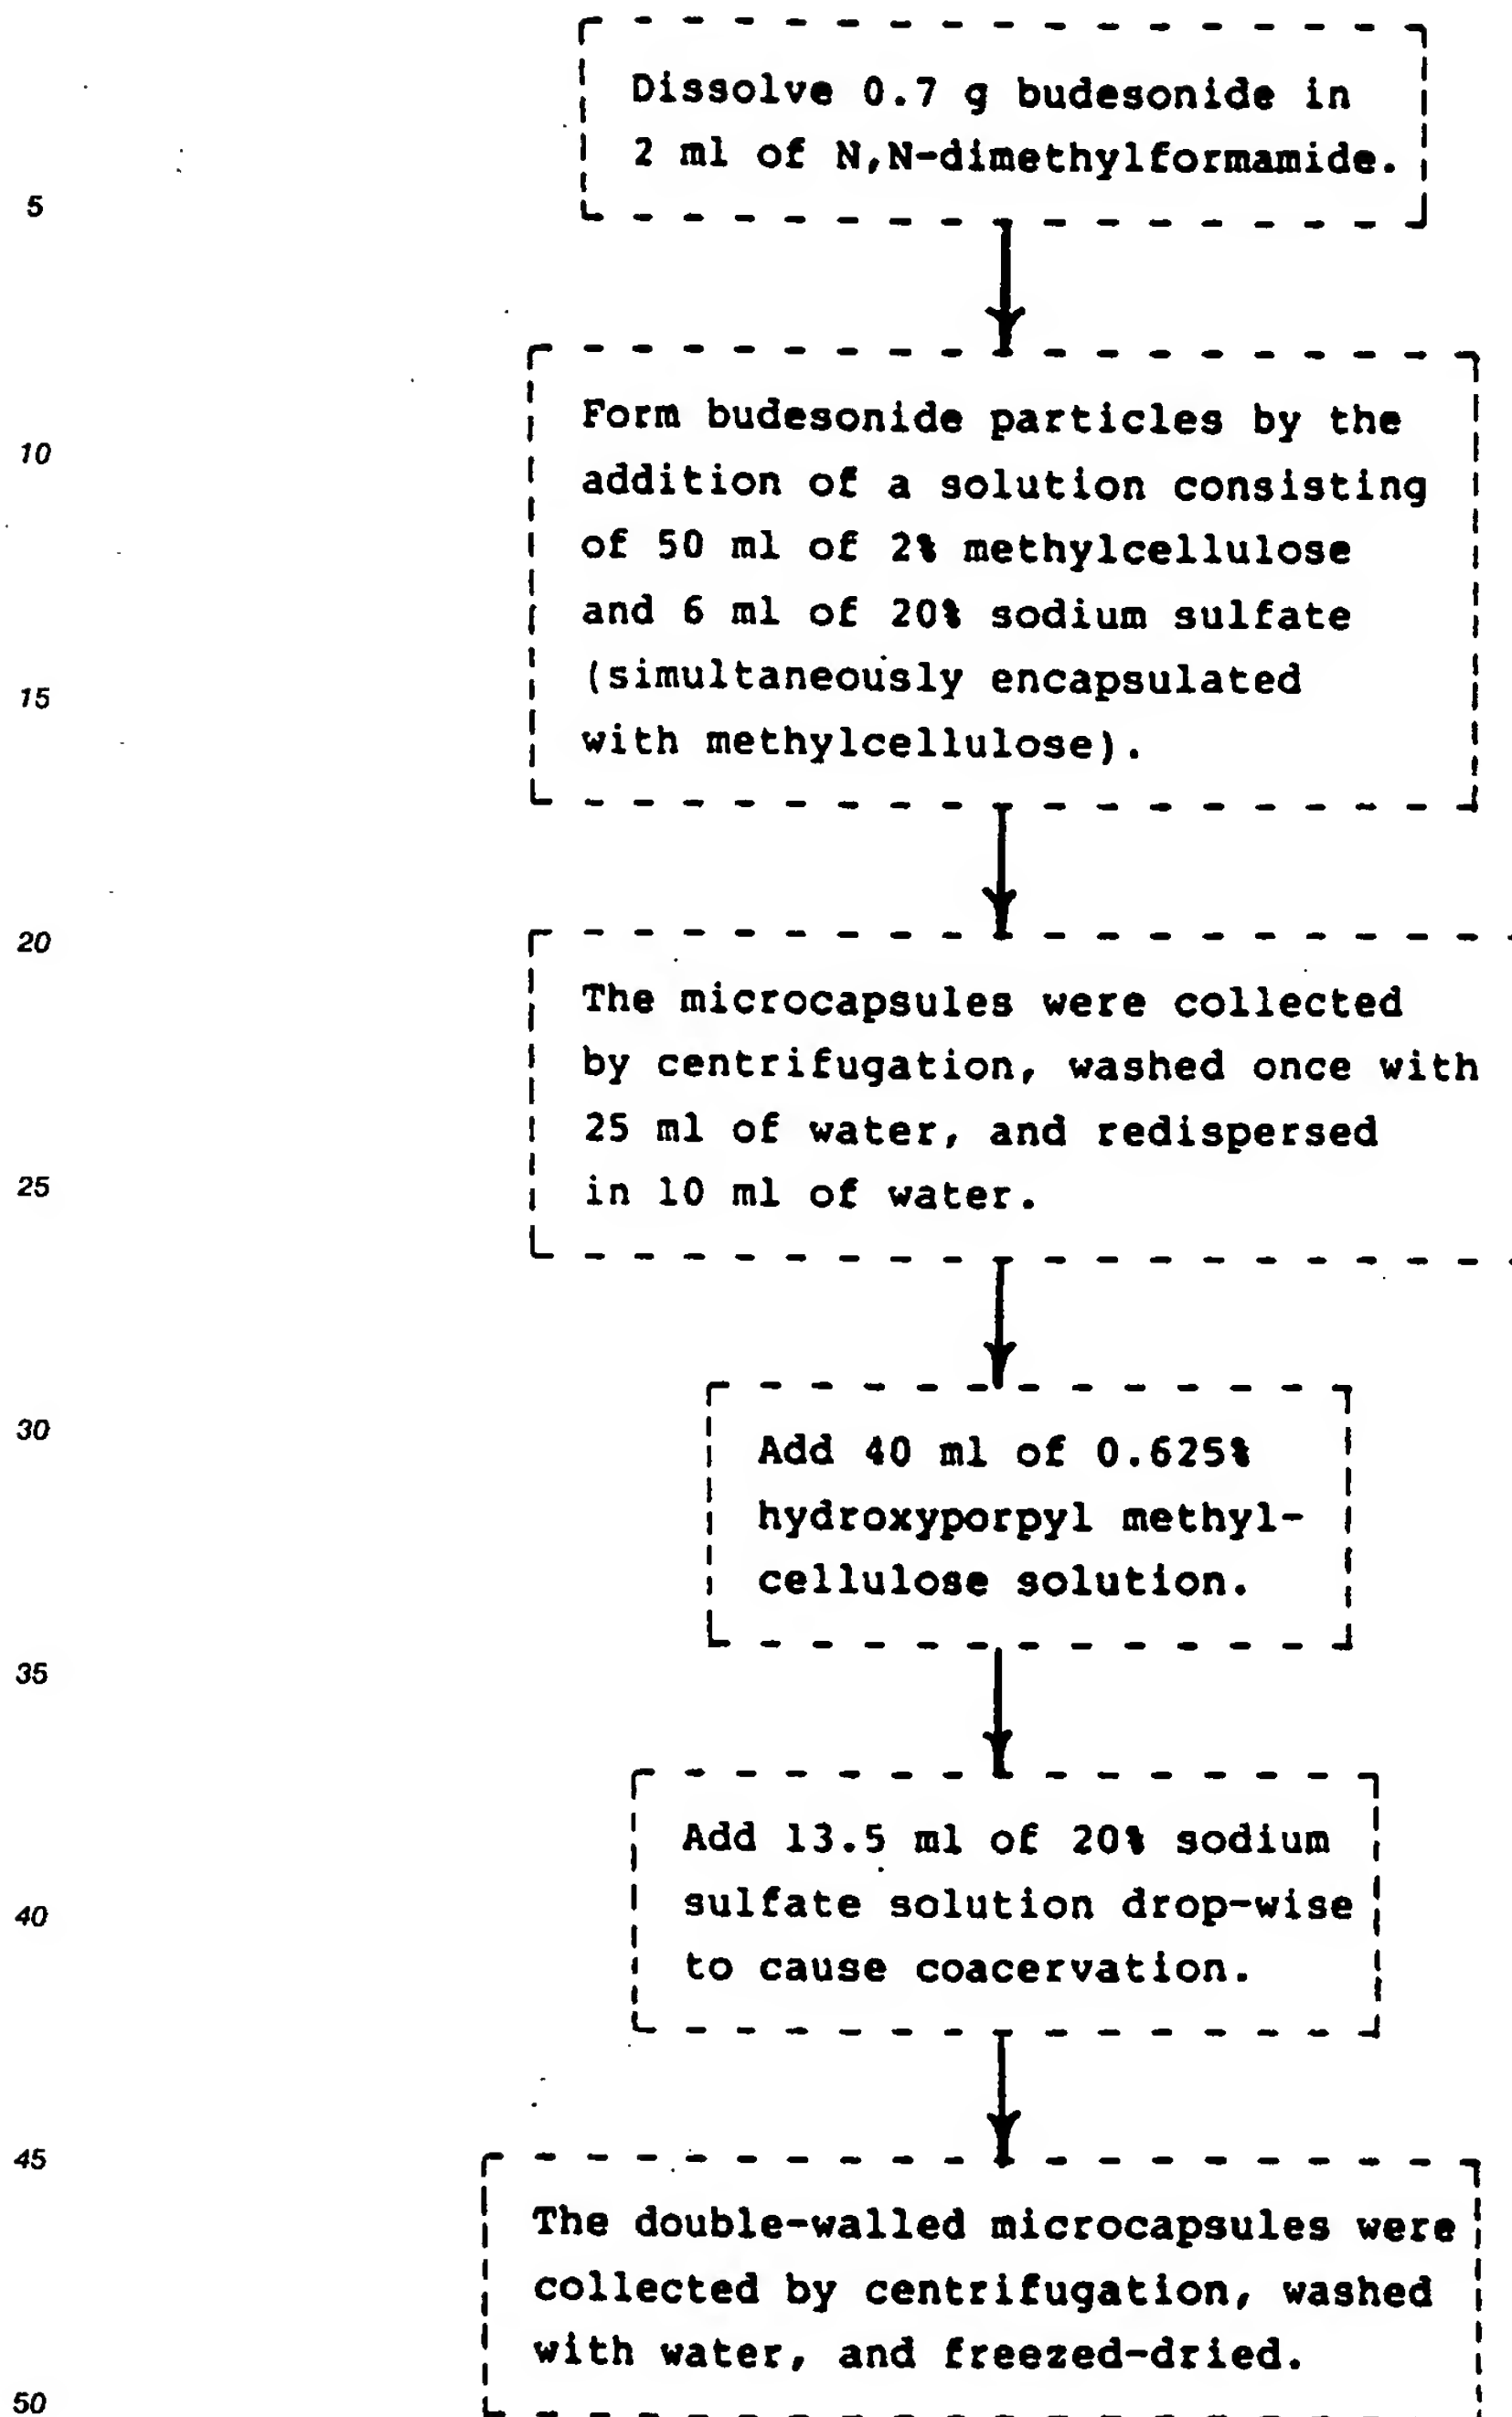 Dissolve 0.7 g budesonide in
2 ml of N,N-dimethylformamide.
5
Form budesonide particles by the
10
addition of a solution consisting
of 50 ml of 2% methylcellulose
and 6 ml of 20% sodium sulfate
15
(simultaneously encapsulated
with methylcellulose).
20
The microcapsules were collected
by centrifugation, washed once with
25 ml of water, and redispersed
25
in 10 ml of water.
30
Add 40 ml of 0.625%
hydroxyporpyl methyl-
cellulose solution.
35
Add 13.5 ml of 20% sodium
40
sulfate solution drop-wise
to cause coacervation.
45
The double-walled microcapsules were
collected by centrifugation, washed
with water, and freezed-dried.
50